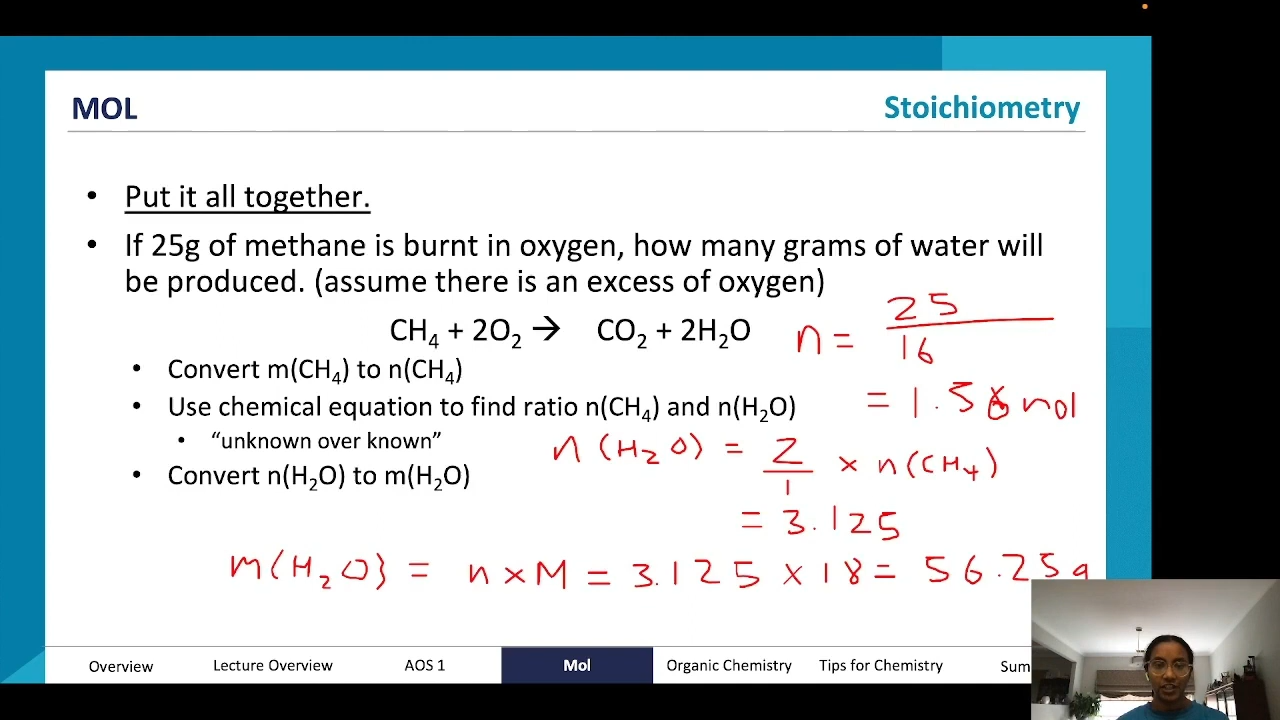 MOL
Stoichiometry
• Put it all together.
• If 25g of methane is burnt in oxygen, how many grams of water will
be produced. (assume there is an excess of oxygen)
CH₄ + 2O₂ → CO₂ + 2H₂O
n = 25/16
• Convert m(CH₄) to n(CH₄)
= 1.56 mol
• Use chemical equation to find ratio n(CH₄) and n(H₂O)
• "unknown over known"
n(H₂O) = 2/1 × n(CH₄)
• Convert n(H₂O) to m(H₂O)
= 3.125
m(H₂O) = n × M = 3.125 × 18 = 56.25g
Overview Lecture Overview AOS 1 Mol Organic Chemistry Tips for Chemistry Sum